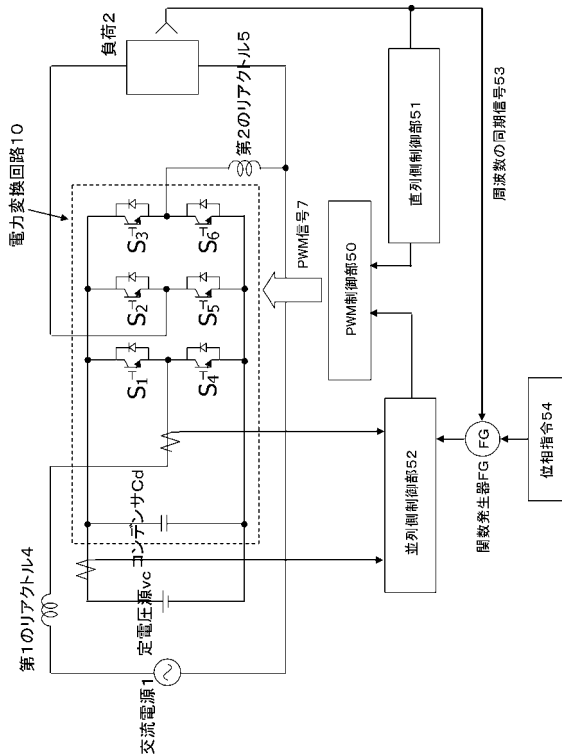 電力変換回路10
負荷2
第1のリアクトル4
S1
S2
S3
S4
S5
S6
第2のリアクトル5
コンデンサCd
定電圧源vc
交流電源1
PWM信号7
PWM制御部50
直列側制御部51
並列側制御部52
周波数の同期信号53
FG
関数発生器FG
位相指令54